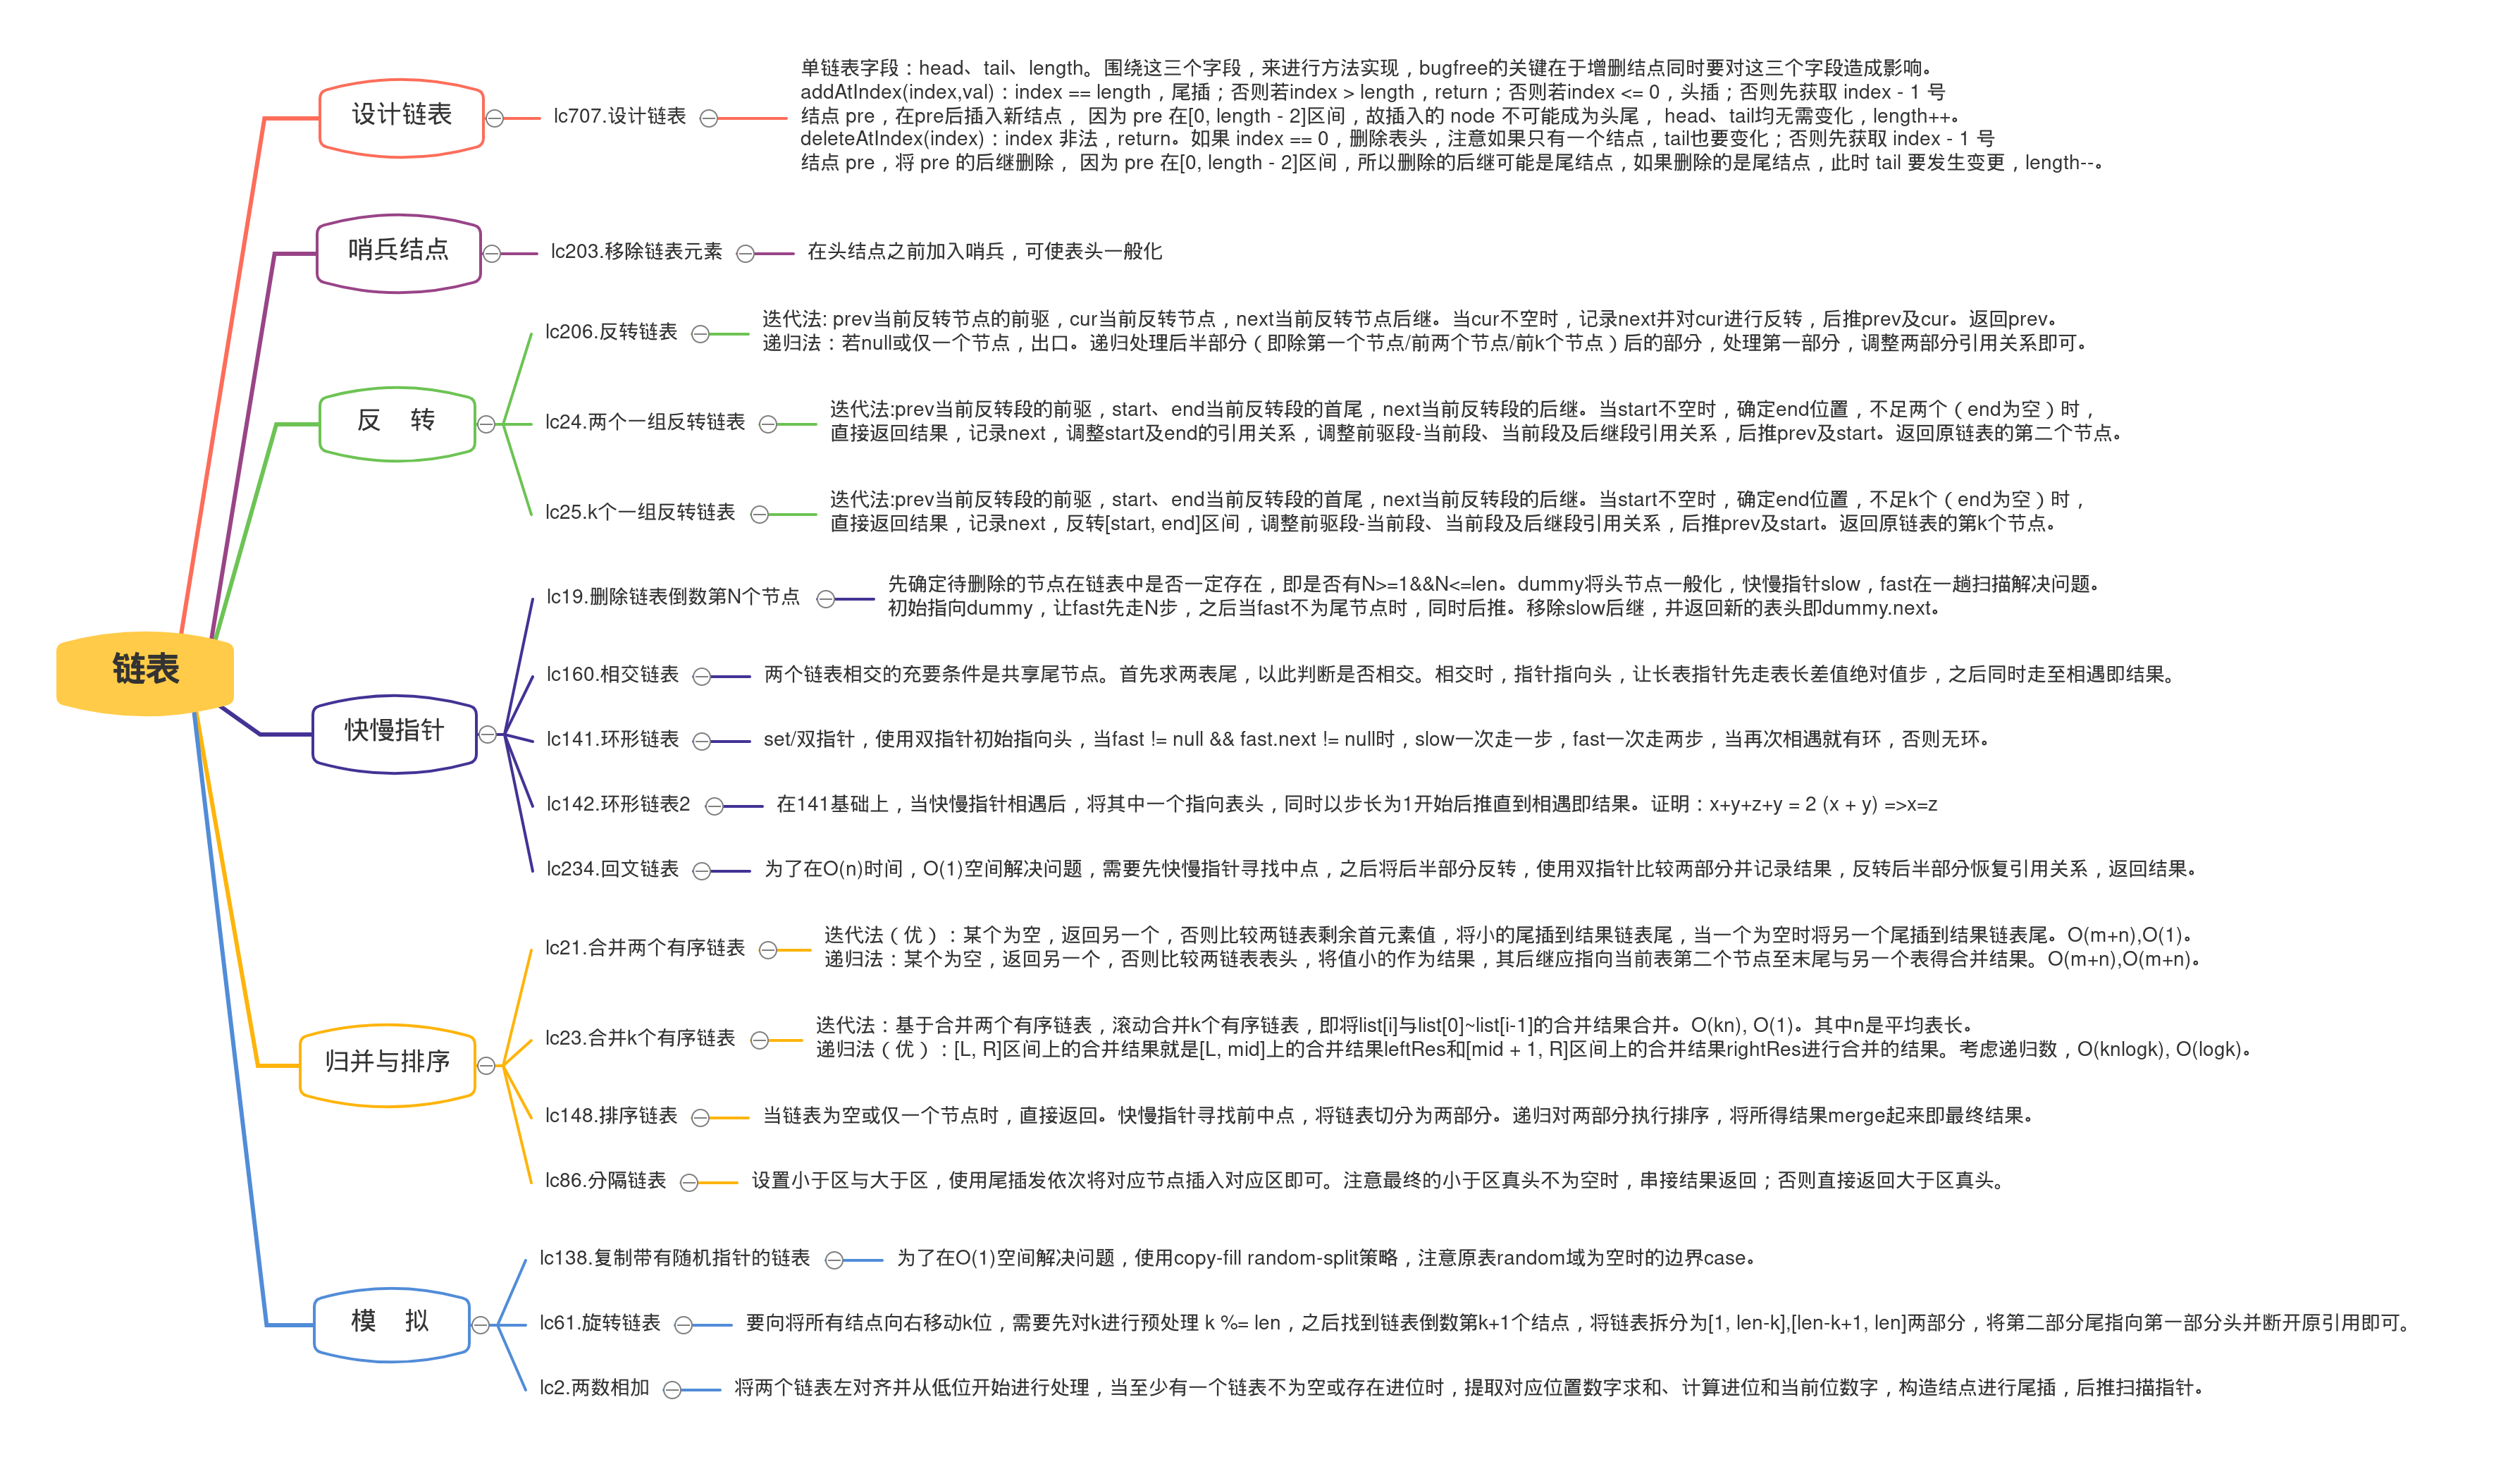 链表
设计链表
lc707.设计链表
单链表字段：head、tail、length。围绕这三个字段，来进行方法实现，bugfree的关键在于增删结点同时要对这三个字段造成影响。
addAtIndex(index,val)：index == length，尾插；否则若index > length，return；否则若index <= 0，头插；否则先获取 index - 1 号
结点 pre，在pre后插入新结点， 因为 pre 在[0, length - 2]区间，故插入的 node 不可能成为头尾， head、tail均无需变化，length++。
deleteAtIndex(index)：index 非法，return。如果 index == 0，删除表头，注意如果只有一个结点，tail也要变化；否则先获取 index - 1 号
结点 pre，将 pre 的后继删除， 因为 pre 在[0, length - 2]区间，所以删除的后继可能是尾结点，如果删除的是尾结点，此时 tail 要发生变更，length--。
哨兵结点
lc203.移除链表元素
在头结点之前加入哨兵，可使表头一般化
反 转
lc206.反转链表
迭代法: prev当前反转节点的前驱，cur当前反转节点，next当前反转节点后继。当cur不空时，记录next并对cur进行反转，后推prev及cur。返回prev。
递归法：若null或仅一个节点，出口。递归处理后半部分（即除第一个节点/前两个节点/前k个节点）后的部分，处理第一部分，调整两部分引用关系即可。
lc24.两个一组反转链表
迭代法:prev当前反转段的前驱，start、end当前反转段的首尾，next当前反转段的后继。当start不空时，确定end位置，不足两个（end为空）时，
直接返回结果，记录next，调整start及end的引用关系，调整前驱段-当前段、当前段及后继段引用关系，后推prev及start。返回原链表的第二个节点。
lc25.k个一组反转链表
迭代法:prev当前反转段的前驱，start、end当前反转段的首尾，next当前反转段的后继。当start不空时，确定end位置，不足k个（end为空）时，
直接返回结果，记录next，反转[start, end]区间，调整前驱段-当前段、当前段及后继段引用关系，后推prev及start。返回原链表的第k个节点。
快慢指针
lc19.删除链表倒数第N个节点
先确定待删除的节点在链表中是否一定存在，即是否有N>=1&&N<=len。dummy将头节点一般化，快慢指针slow，fast在一趟扫描解决问题。
初始指向dummy，让fast先走N步，之后当fast不为尾节点时，同时后推。移除slow后继，并返回新的表头即dummy.next。
lc160.相交链表
两个链表相交的充要条件是共享尾节点。首先求两表尾，以此判断是否相交。相交时，指针指向头，让长表指针先走表长差值绝对值步，之后同时走至相遇即结果。
lc141.环形链表
set/双指针，使用双指针初始指向头，当fast != null && fast.next != null时，slow一次走一步，fast一次走两步，当再次相遇就有环，否则无环。
lc142.环形链表2
在141基础上，当快慢指针相遇后，将其中一个指向表头，同时以步长为1开始后推直到相遇即结果。证明：x+y+z+y = 2 (x + y) =>x=z
lc234.回文链表
为了在O(n)时间，O(1)空间解决问题，需要先快慢指针寻找中点，之后将后半部分反转，使用双指针比较两部分并记录结果，反转后半部分恢复引用关系，返回结果。
归并与排序
lc21.合并两个有序链表
迭代法（优）：某个为空，返回另一个，否则比较两链表剩余首元素值，将小的尾插到结果链表尾，当一个为空时将另一个尾插到结果链表尾。O(m+n),O(1)。
递归法：某个为空，返回另一个，否则比较两链表表头，将值小的作为结果，其后继应指向当前表第二个节点至末尾与另一个表得合并结果。O(m+n),O(m+n)。
lc23.合并k个有序链表
迭代法：基于合并两个有序链表，滚动合并k个有序链表，即将list[i]与list[0]~list[i-1]的合并结果合并。O(kn), O(1)。其中n是平均表长。
递归法（优）：[L, R]区间上的合并结果就是[L, mid]上的合并结果leftRes和[mid + 1, R]区间上的合并结果rightRes进行合并的结果。考虑递归数，O(knlogk), O(logk)。
lc148.排序链表
当链表为空或仅一个节点时，直接返回。快慢指针寻找前中点，将链表切分为两部分。递归对两部分执行排序，将所得结果merge起来即最终结果。
lc86.分隔链表
设置小于区与大于区，使用尾插发依次将对应节点插入对应区即可。注意最终的小于区真头不为空时，串接结果返回；否则直接返回大于区真头。
模 拟
lc138.复制带有随机指针的链表
为了在O(1)空间解决问题，使用copy-fill random-split策略，注意原表random域为空时的边界case。
lc61.旋转链表
要向将所有结点向右移动k位，需要先对k进行预处理 k %= len，之后找到链表倒数第k+1个结点，将链表拆分为[1, len-k],[len-k+1, len]两部分，将第二部分尾指向第一部分头并断开原引用即可。
lc2.两数相加
将两个链表左对齐并从低位开始进行处理，当至少有一个链表不为空或存在进位时，提取对应位置数字求和、计算进位和当前位数字，构造结点进行尾插，后推扫描指针。